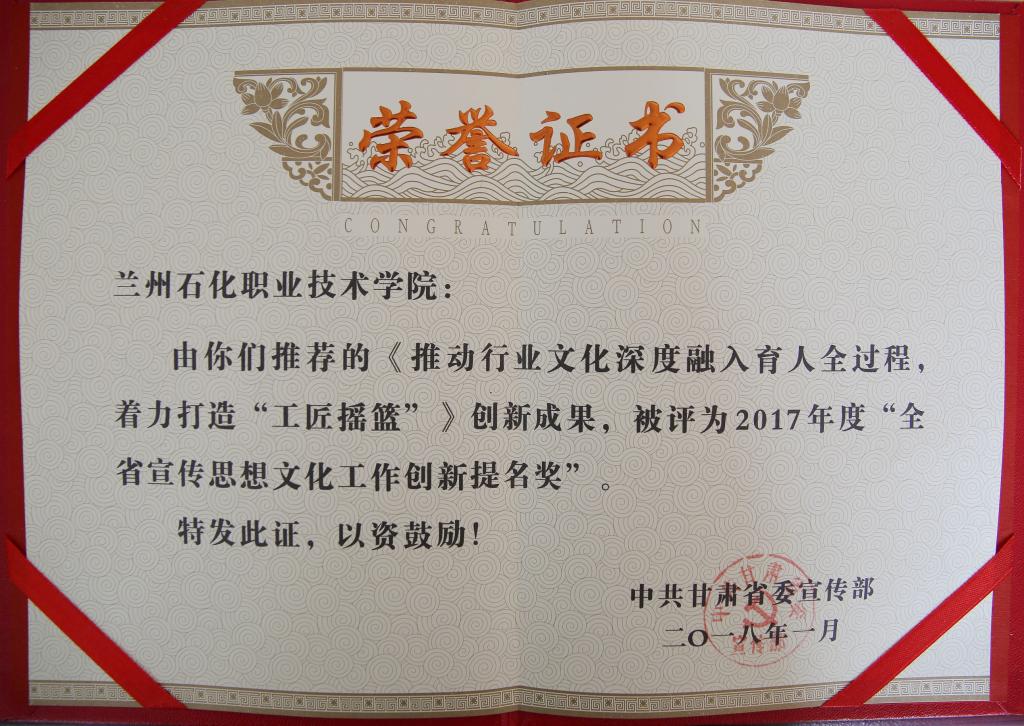 荣誉证书
CONGRATULATION
兰州石化职业技术学院：
由你们推荐的《推动行业文化深度融入育人全过程，
着力打造“工匠摇篮”》创新成果，被评为2017年度“全
省宣传思想文化工作创新提名奖”。
特发此证，以资鼓励！
中共甘肃省委宣传部
二〇一八年一月